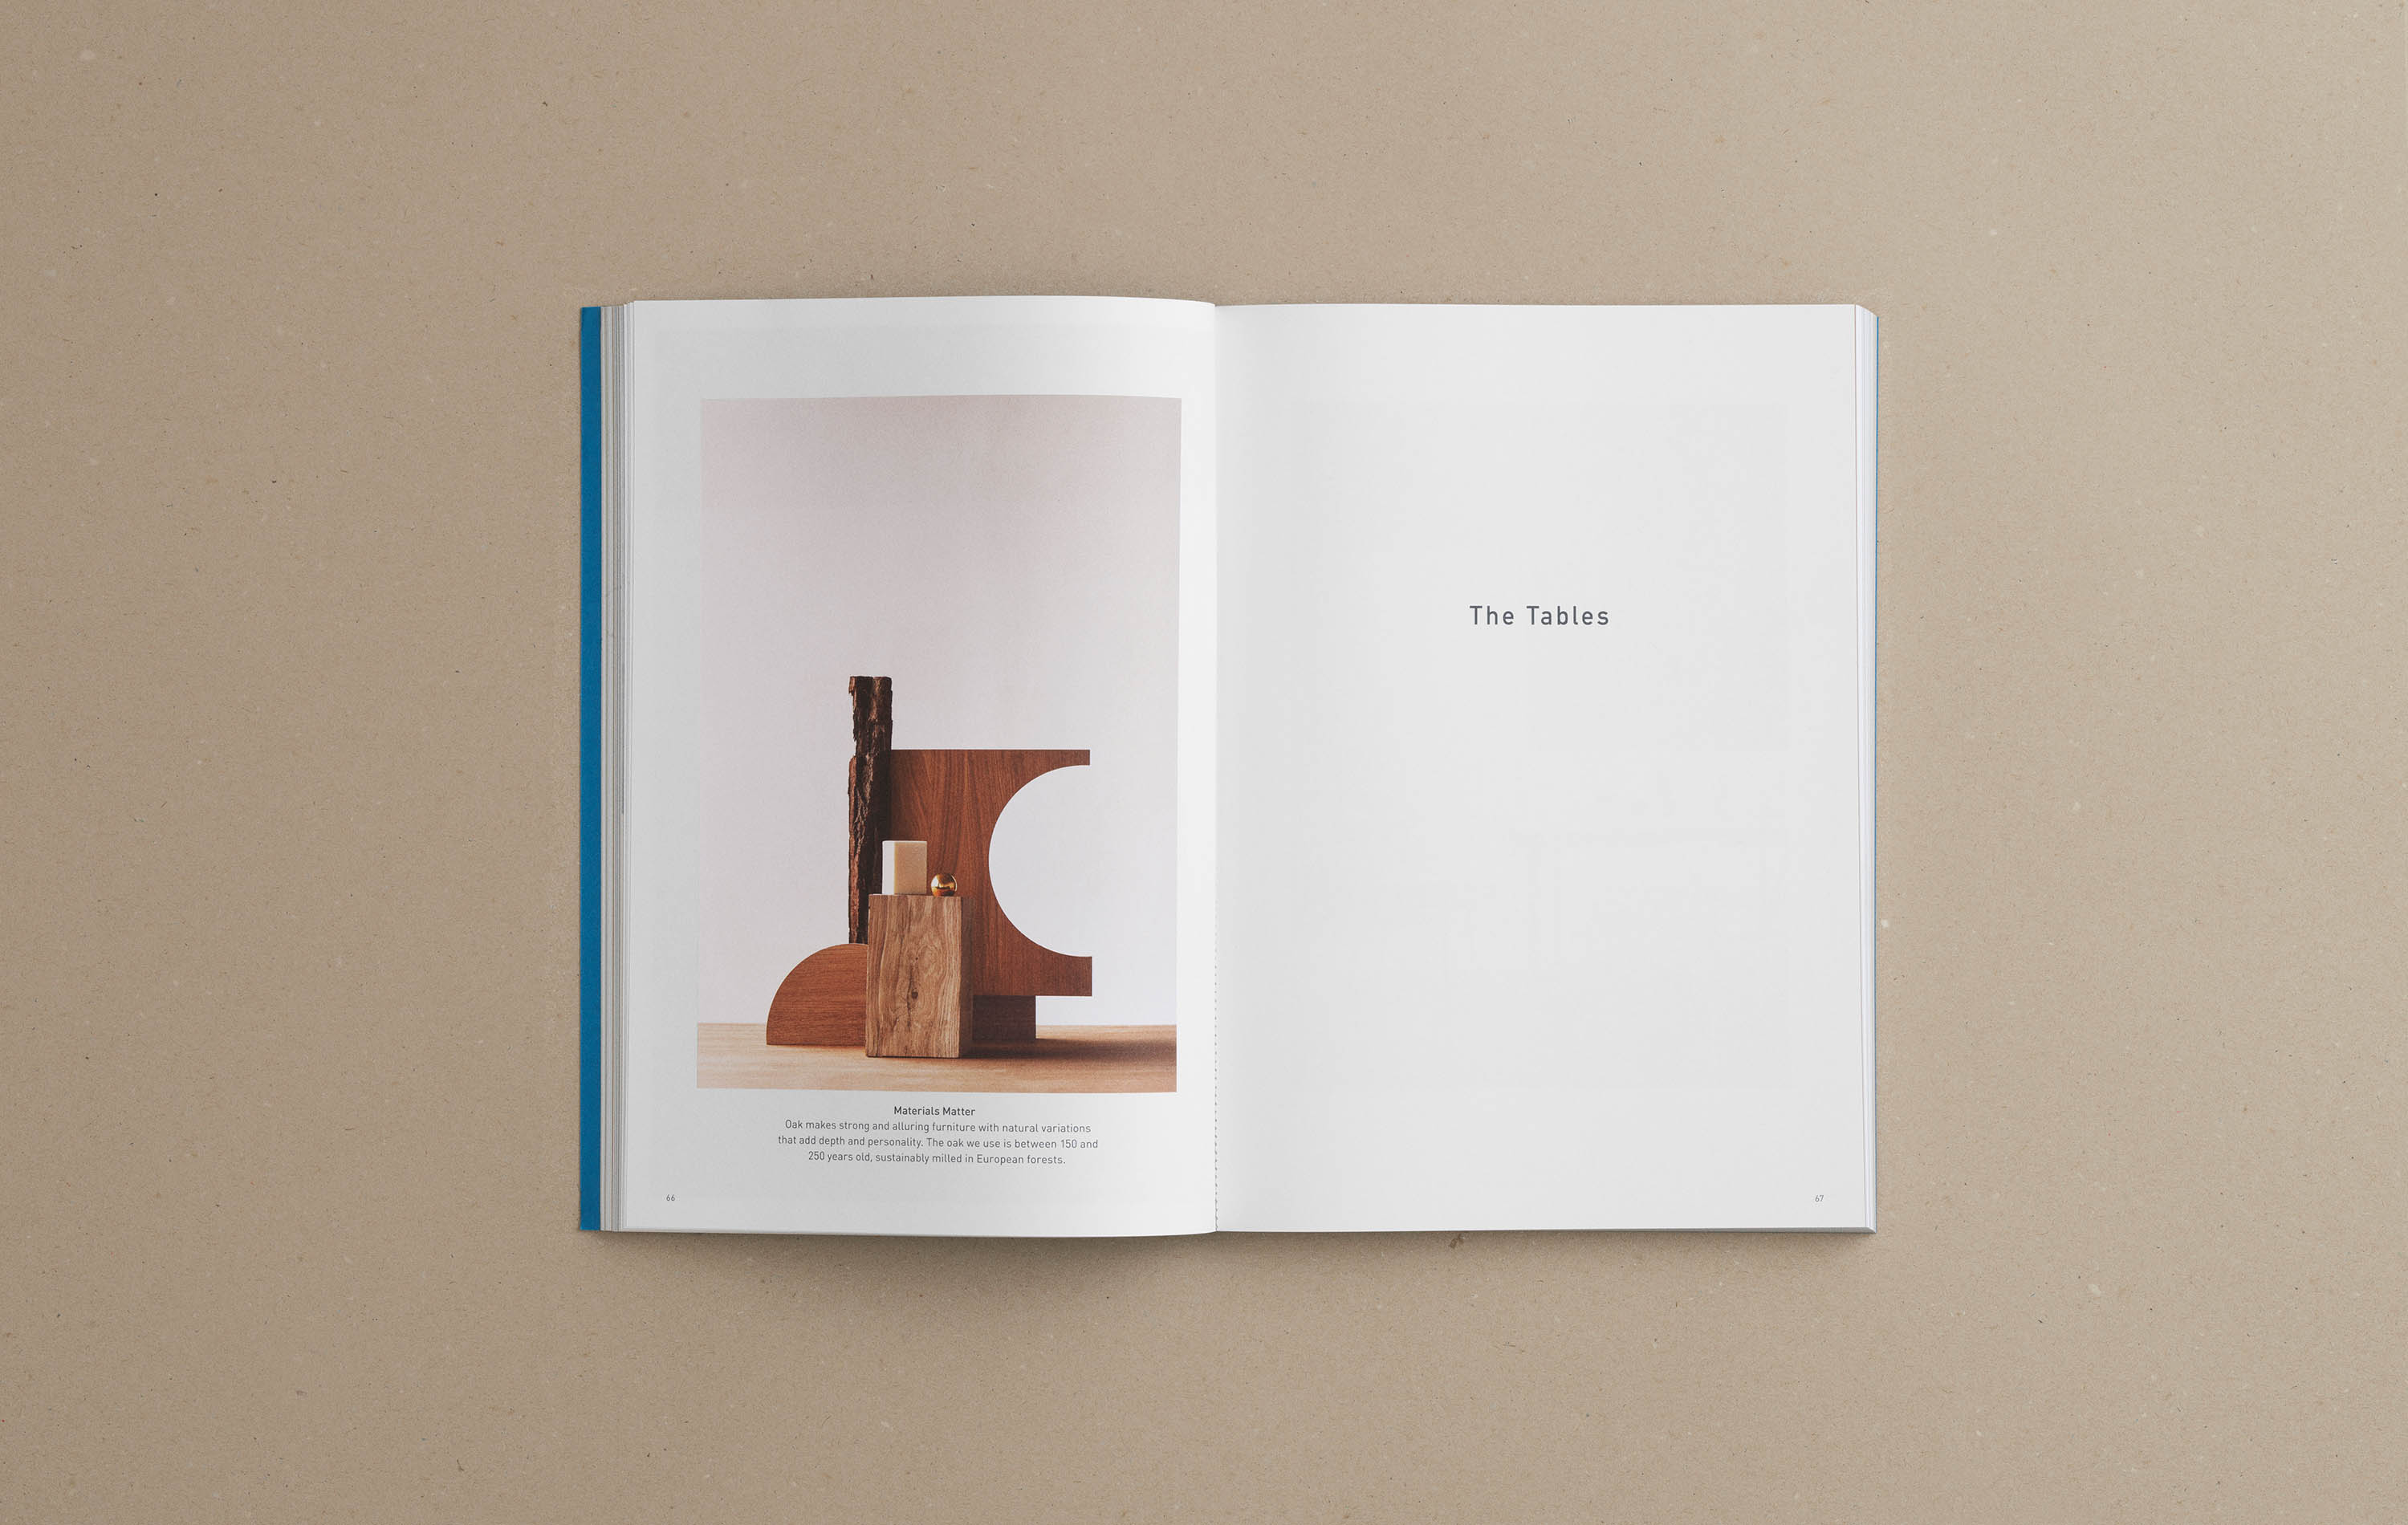 Materials Matter
Oak makes strong and alluring furniture with natural variations
that add depth and personality. The oak we use is between 150 and
250 years old, sustainably milled in European forests.
66
The Tables
67